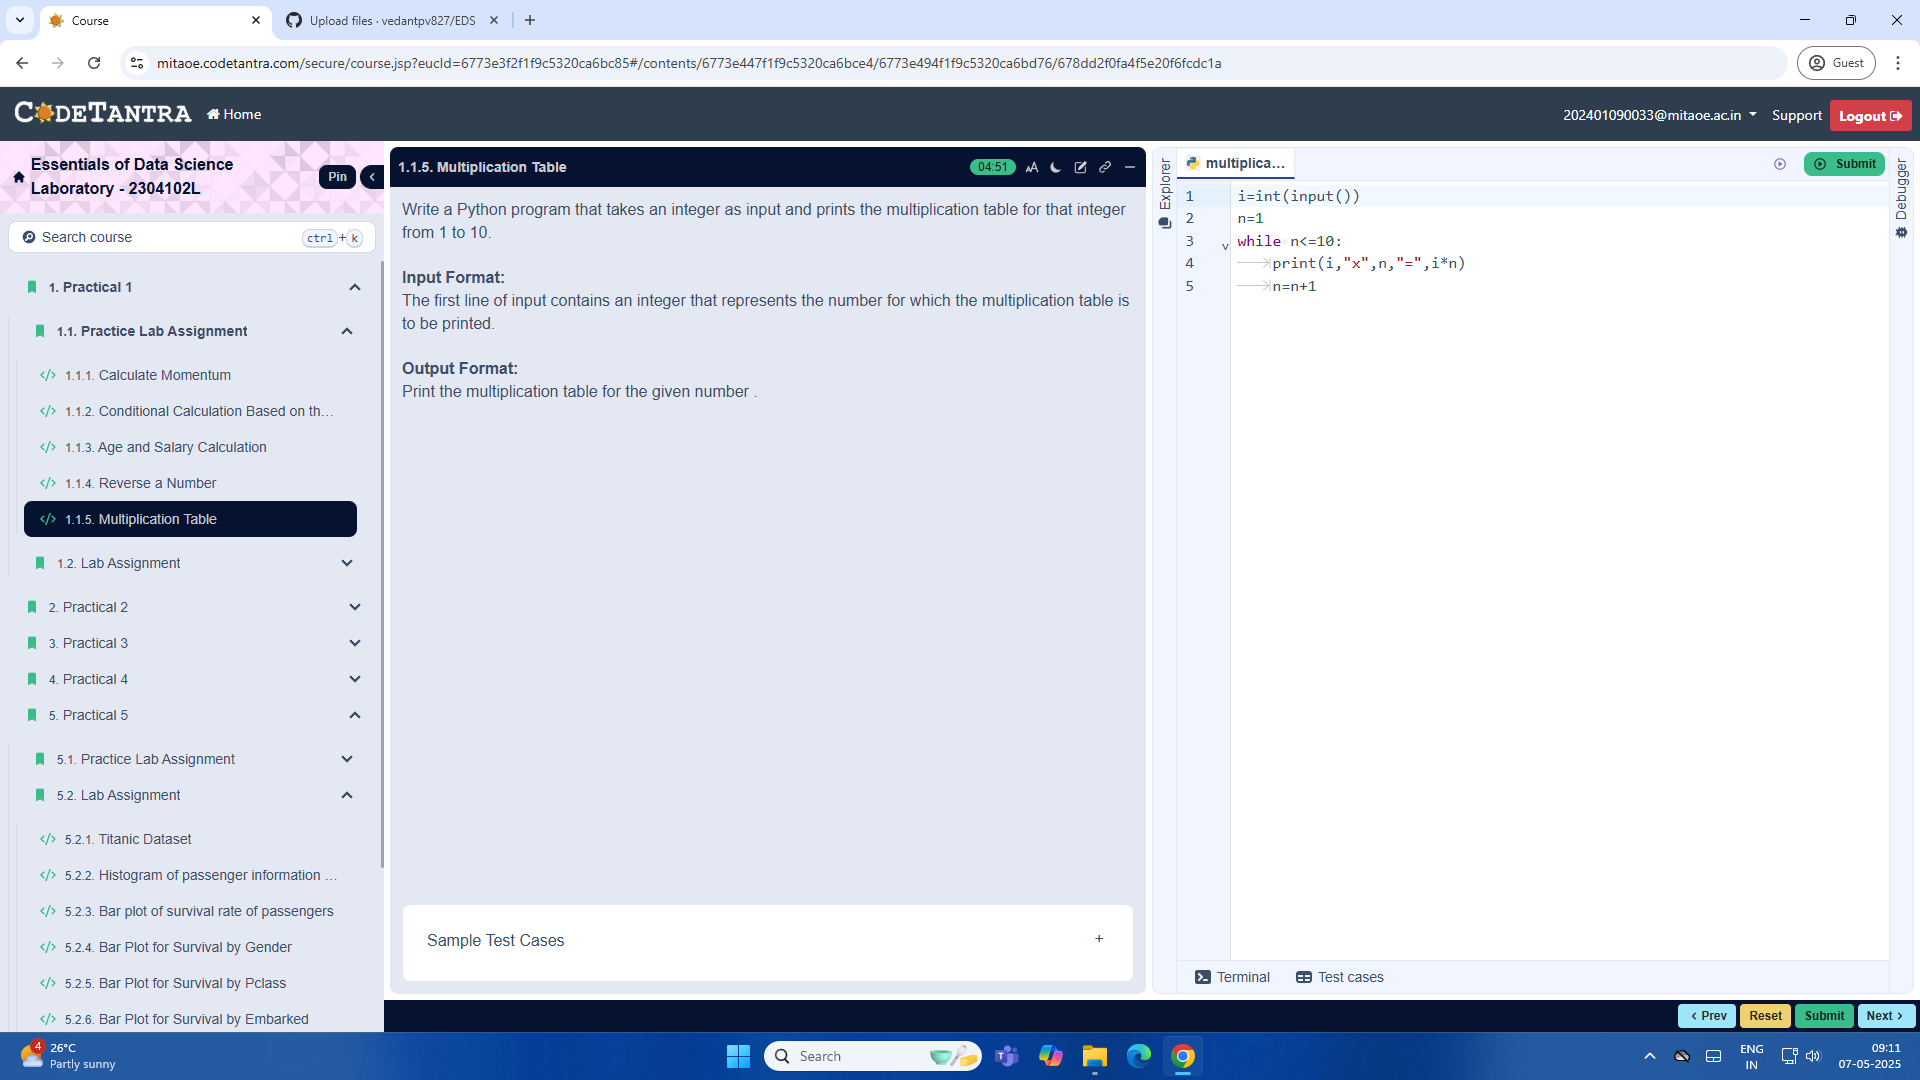 Course
Upload files · vedantpv827/EDS
mitaoe.codetantra.com/secure/course.jsp?eucId=6773e3f2f1f9c5320ca6bc85#/contents/6773e447f1f9c5320ca6bce4/6773e494f1f9c5320ca6bd76/678dd2f0fa4f5e20f6fcdc1a
Guest
CODETANTRA
Home
202401090033@mitaoe.ac.in
Support
Logout
Essentials of Data Science
Laboratory - 2304102L
Pin
Search course
ctrl + k
1. Practical 1
1.1. Practice Lab Assignment
1.1.1. Calculate Momentum
1.1.2. Conditional Calculation Based on th...
1.1.3. Age and Salary Calculation
1.1.4. Reverse a Number
1.1.5. Multiplication Table
1.2. Lab Assignment
2. Practical 2
3. Practical 3
4. Practical 4
5. Practical 5
5.1. Practice Lab Assignment
5.2. Lab Assignment
5.2.1. Titanic Dataset
5.2.2. Histogram of passenger information ...
5.2.3. Bar plot of survival rate of passengers
5.2.4. Bar Plot for Survival by Gender
5.2.5. Bar Plot for Survival by Pclass
5.2.6. Bar Plot for Survival by Embarked
1.1.5. Multiplication Table
04:51
AA
Write a Python program that takes an integer as input and prints the multiplication table for that integer
from 1 to 10.
Input Format:
The first line of input contains an integer that represents the number for which the multiplication table is
to be printed.
Output Format:
Print the multiplication table for the given number .
Sample Test Cases
+
Explorer
multiplica...
Submit
Debugger
1 i=int(input())
2 n=1
3 while n<=10:
4 print(i,"x",n,"=",i*n)
5 n=n+1
Terminal
Test cases
< Prev
Reset
Submit
Next >
4
26°C
Partly sunny
Search
ENG
IN
09:11
07-05-2025